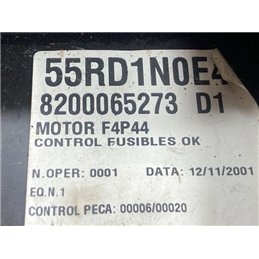 55RD1N0E4
8200065273 D1
MOTOR F4P44
CONTROL FUSIBLES OK
N.OPER: 0001 DATA: 12/11/2001
EQ.N.1
CONTROL PECA: 00006/00020